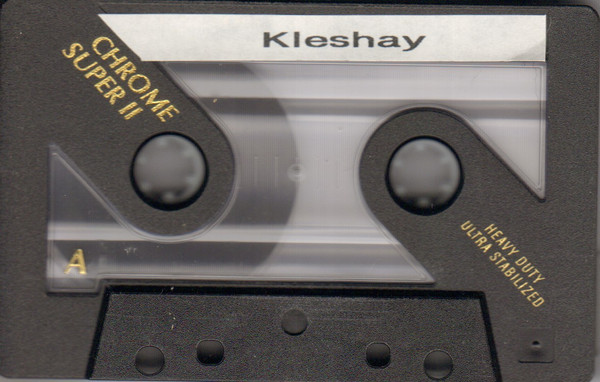 Kleshay
CHROME
SUPER II
A
HEAVY DUTY
ULTRA STABILIZED